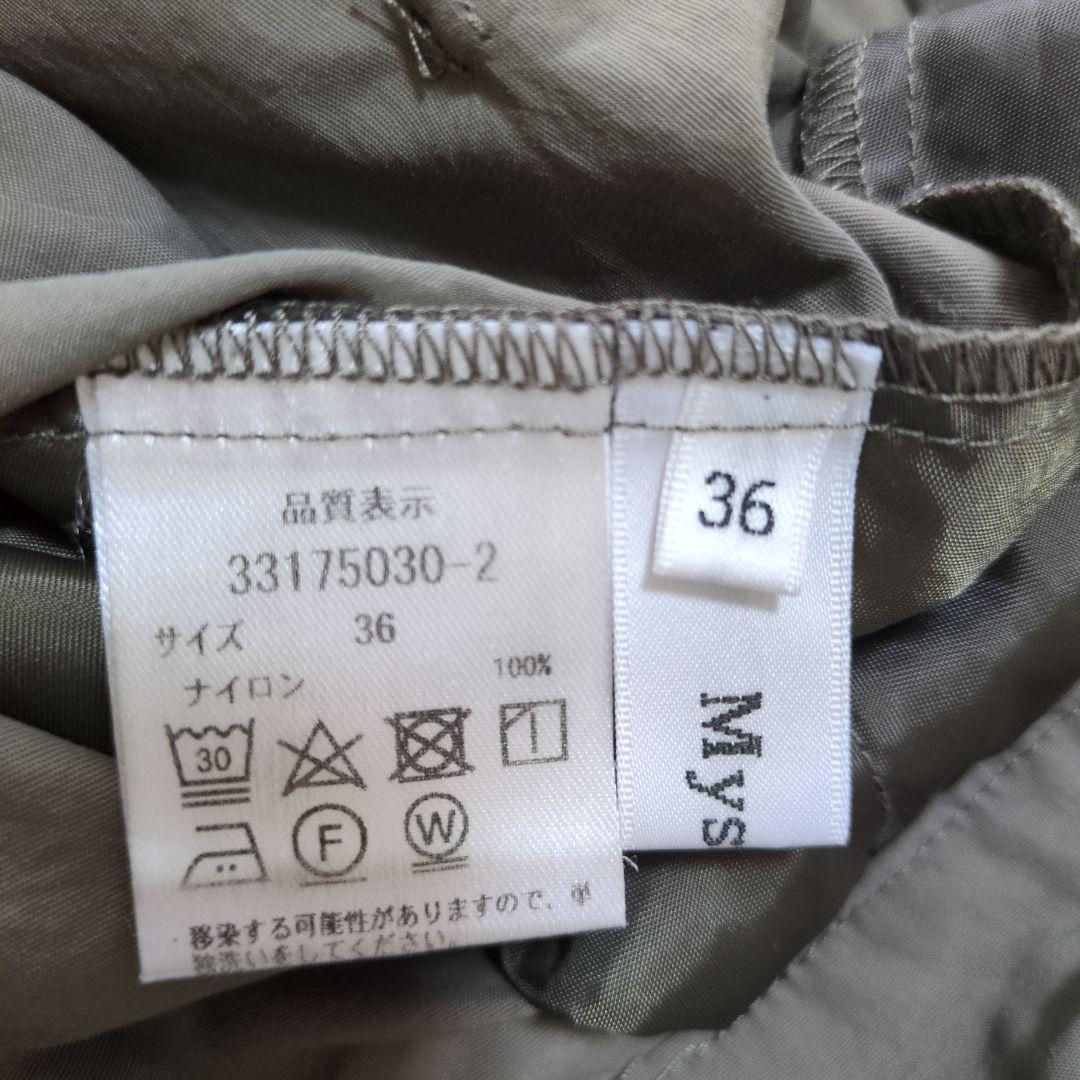 品質表示
33175030-2
サイズ 36
ナイロン 100%
30
F
W
移染する可能性がありますので、単
独洗いをしてください。
36
Mys